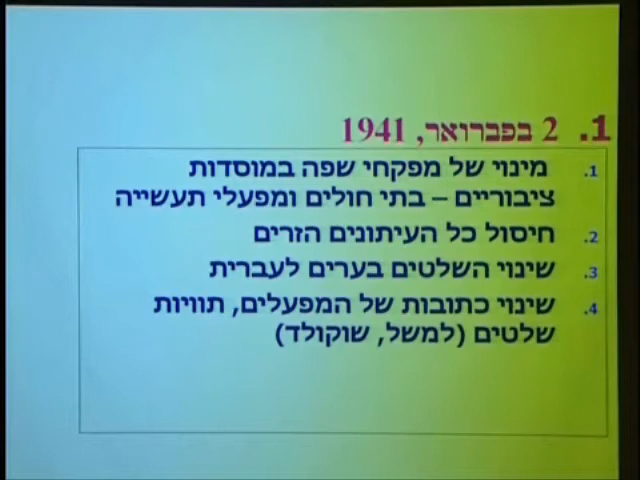 1. 2 בפברואר, 1941
1. מינוי של מפקחי שפה במוסדות
ציבוריים – בתי חולים ומפעלי תעשייה
2. חיסול כל העיתונים הזרים
3. שינוי השלטים בערים לעברית
4. שינוי כתובות של המפעלים, תוויות
שלטים (למשל, שוקולד)